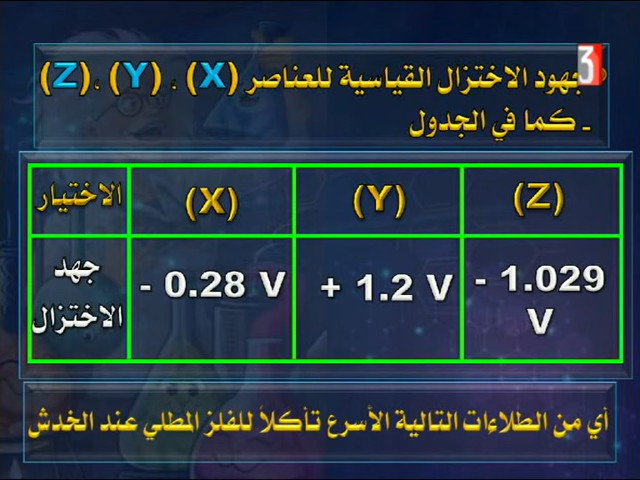 3
جهود الاختزال القياسية للعناصر (X) ، (Y) ،(Z)
ـ كما في الجدول
الاختيار (X) (Y) (Z)
جهد الاختزال - 0.28 V + 1.2 V - 1.029 V
أي من الطلاءات التالية الأسرع تآكلاً للفلز المطلي عند الخدش